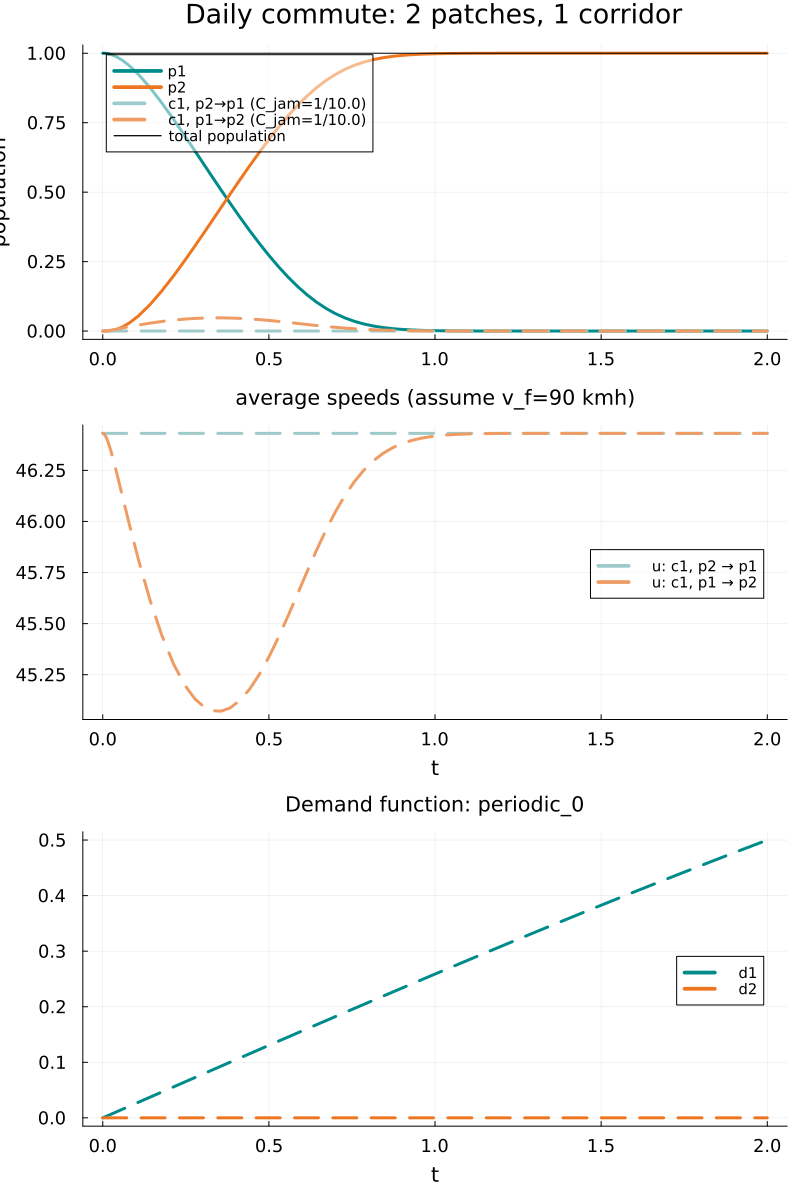 Daily commute: 2 patches, 1 corridor
population
1.00
0.75
0.50
0.25
0.00
p1
p2
c1, p2→p1 (C_jam=1/10.0)
c1, p1→p2 (C_jam=1/10.0)
total population
0.0 0.5 1.0 1.5 2.0
average speeds (assume v_f=90 kmh)
46.25
46.00
45.75
45.50
45.25
u: c1, p2 → p1
u: c1, p1 → p2
0.0 0.5 1.0 1.5 2.0
t
Demand function: periodic_0
0.5
0.4
0.3
0.2
0.1
0.0
d1
d2
0.0 0.5 1.0 1.5 2.0
t